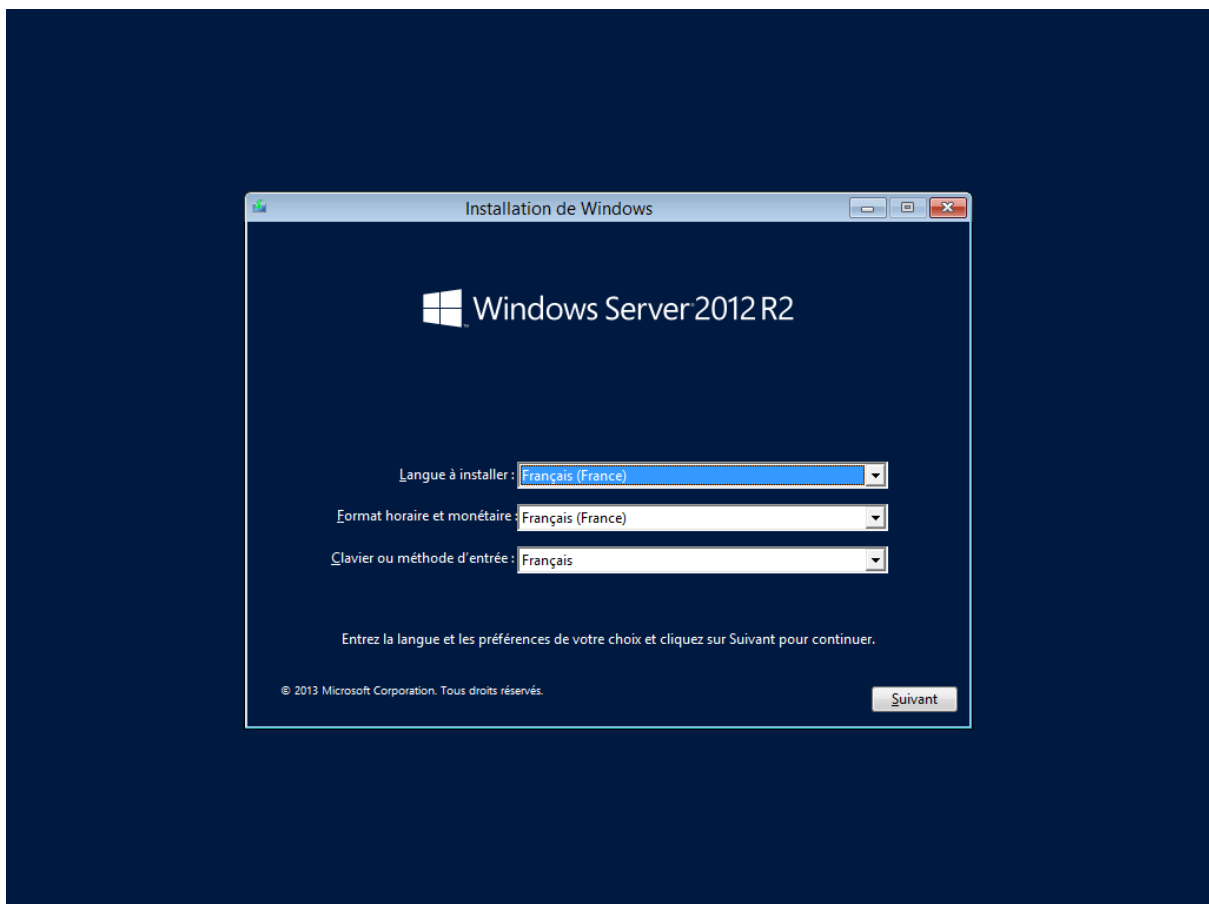 Installation de Windows
Windows Server 2012 R2
Langue à installer : Français (France)
Format horaire et monétaire : Français (France)
Clavier ou méthode d'entrée : Français
Entrez la langue et les préférences de votre choix et cliquez sur Suivant pour continuer.
© 2013 Microsoft Corporation. Tous droits réservés.
Suivant